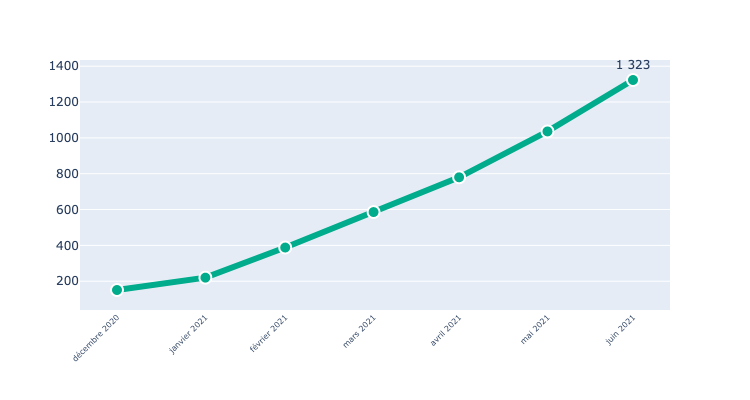 1400
1 323
1200
1000
800
600
400
200
décembre 2020
janvier 2021
février 2021
mars 2021
avril 2021
mai 2021
juin 2021